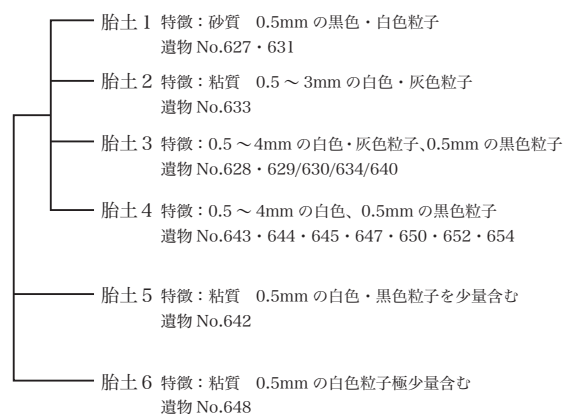 胎土１ 特徴：砂質　0.5mm の黒色・白色粒子
遺物 No.627・631
胎土２ 特徴：粘質　0.5 ～ 3mm の白色・灰色粒子
遺物 No.633
胎土３ 特徴：0.5 ～ 4mm の白色・灰色粒子、0.5mm の黒色粒子
遺物 No.628・629/630/634/640
胎土４ 特徴：0.5 ～ 4mm の白色、0.5mm の黒色粒子
遺物 No.643・644・645・647・650・652・654
胎土５ 特徴：粘質　0.5mm の白色・黒色粒子を少量含む
遺物 No.642
胎土６ 特徴：粘質　0.5mm の白色粒子極少量含む
遺物 No.648